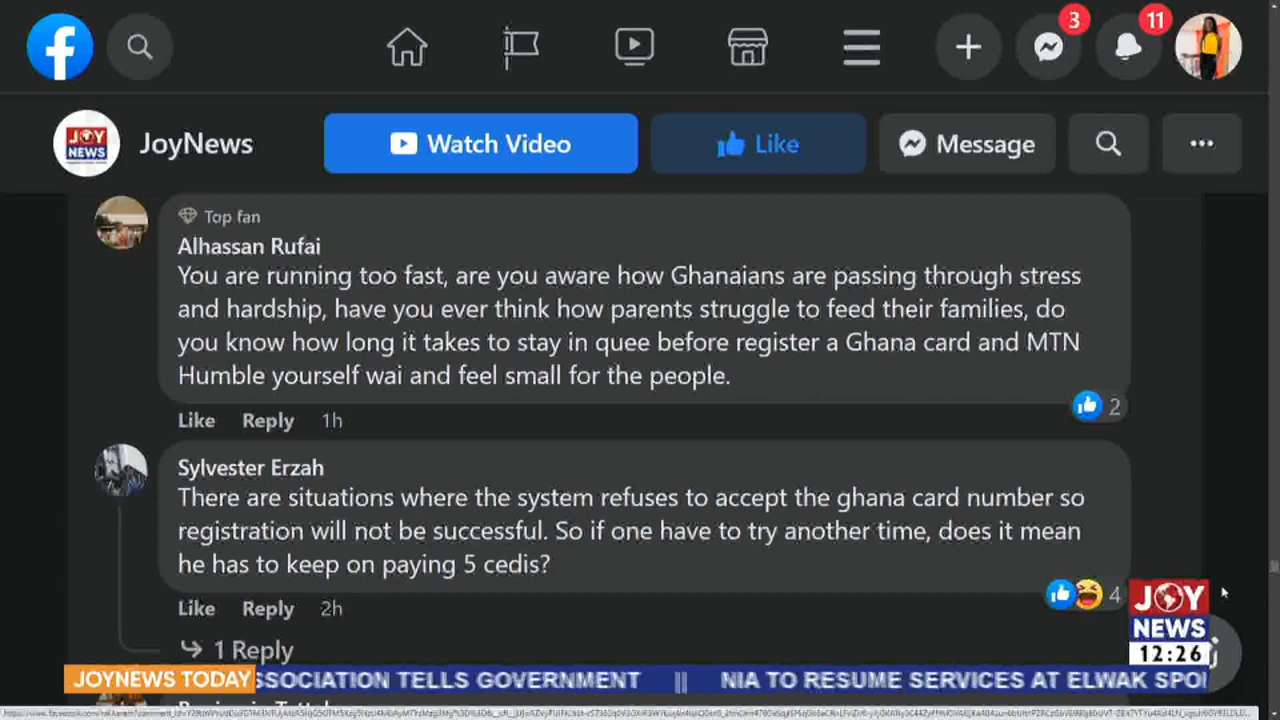 3
11
JOY
NEWS
JoyNews
Watch Video
Like
Message
Top fan
Alhassan Rufai
You are running too fast, are you aware how Ghanaians are passing through stress
and hardship, have you ever think how parents struggle to feed their families, do
you know how long it takes to stay in quee before register a Ghana card and MTN
Humble yourself wai and feel small for the people.
2
Like Reply 1h
Sylvester Erzah
There are situations where the system refuses to accept the ghana card number so
registration will not be successful. So if one have to try another time, does it mean
he has to keep on paying 5 cedis?
4
Like Reply 2h
1 Reply
JOY
NEWS
12:26
JOYNEWS TODAY
SSOCIATION TELLS GOVERNMENT || NIA TO RESUME SERVICES AT ELWAK SPO